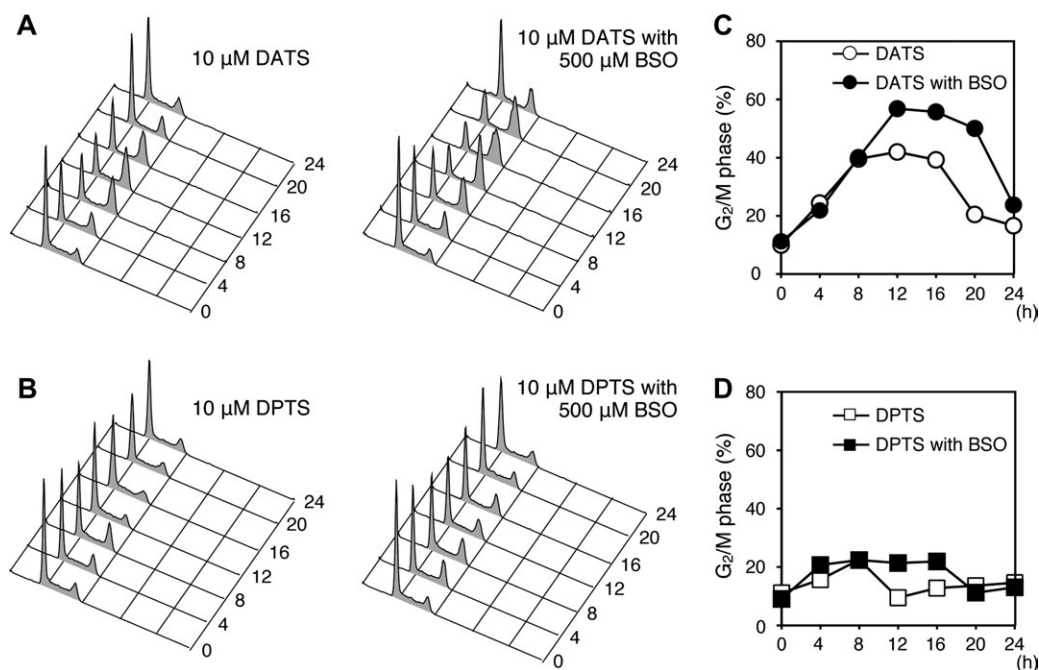 A
10 µM DATS
24
20
16
12
8
4
0
10 µM DATS with
500 µM BSO
24
20
16
12
8
4
0
C
80
60
40
20
0
G₂/M phase (%)
DATS
DATS with BSO
0 4 8 12 16 20 24
(h)
B
10 µM DPTS
24
20
16
12
8
4
0
10 µM DPTS with
500 µM BSO
24
20
16
12
8
4
0
D
80
60
40
20
0
G₂/M phase (%)
DPTS
DPTS with BSO
0 4 8 12 16 20 24
(h)